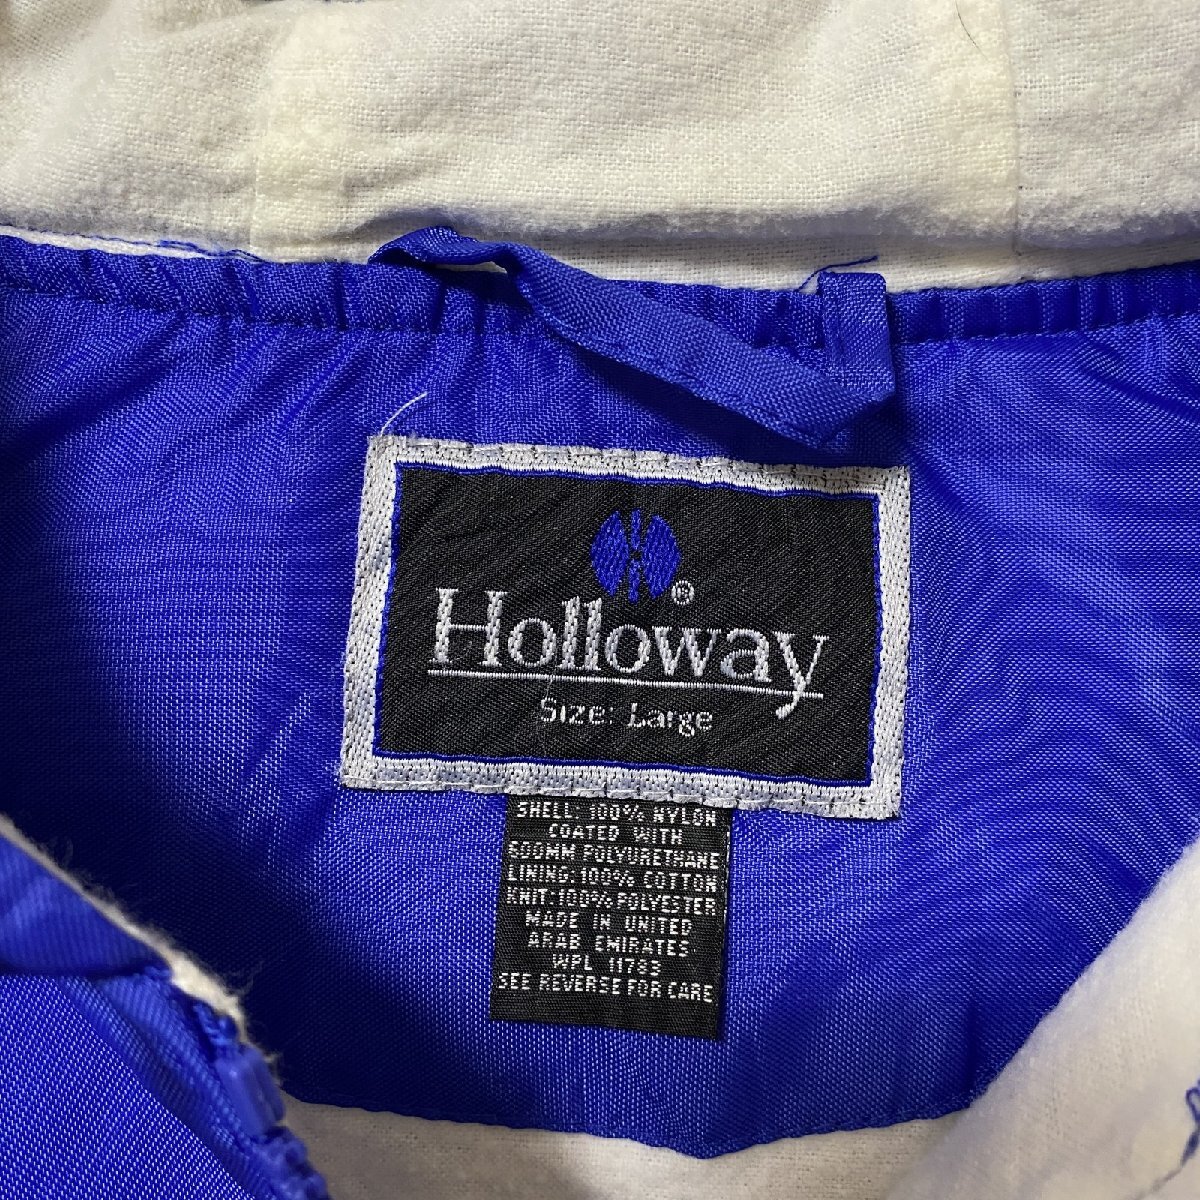 ®
Holloway
Size: Large
SHELL: 100% NYLON
COATED WITH
600MM POLYURETHANE
LINING: 100% COTTON
KNIT: 100% POLYESTER
MADE IN UNITED
ARAB EMIRATES
WPL 11783
SEE REVERSE FOR CARE